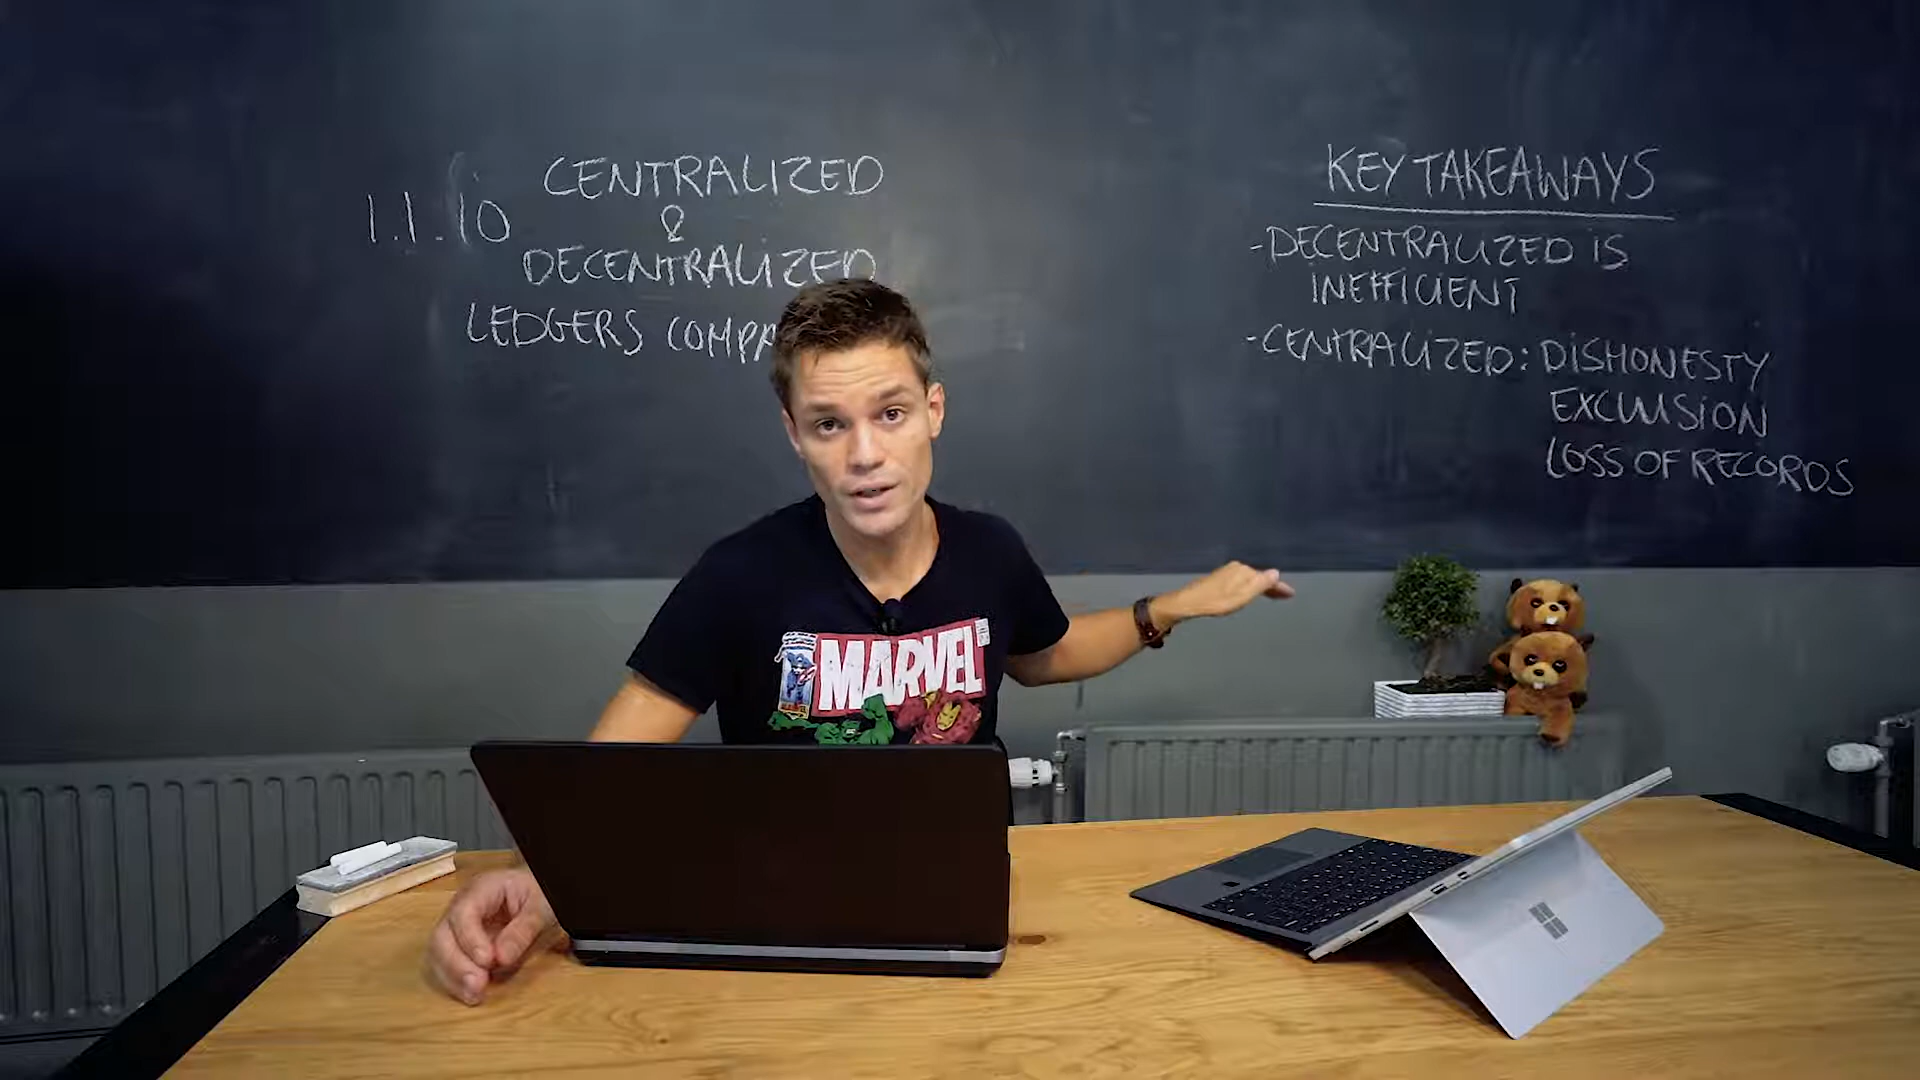 1.1.10
CENTRALIZED
&
DECENTRALIZED
LEDGERS
KEY TAKEAWAYS
-DECENTRALIZED IS
INEFFICIENT
-CENTRALIZED: DISHONESTY
EXCLUSION
LOSS OF RECORDS
MARVEL